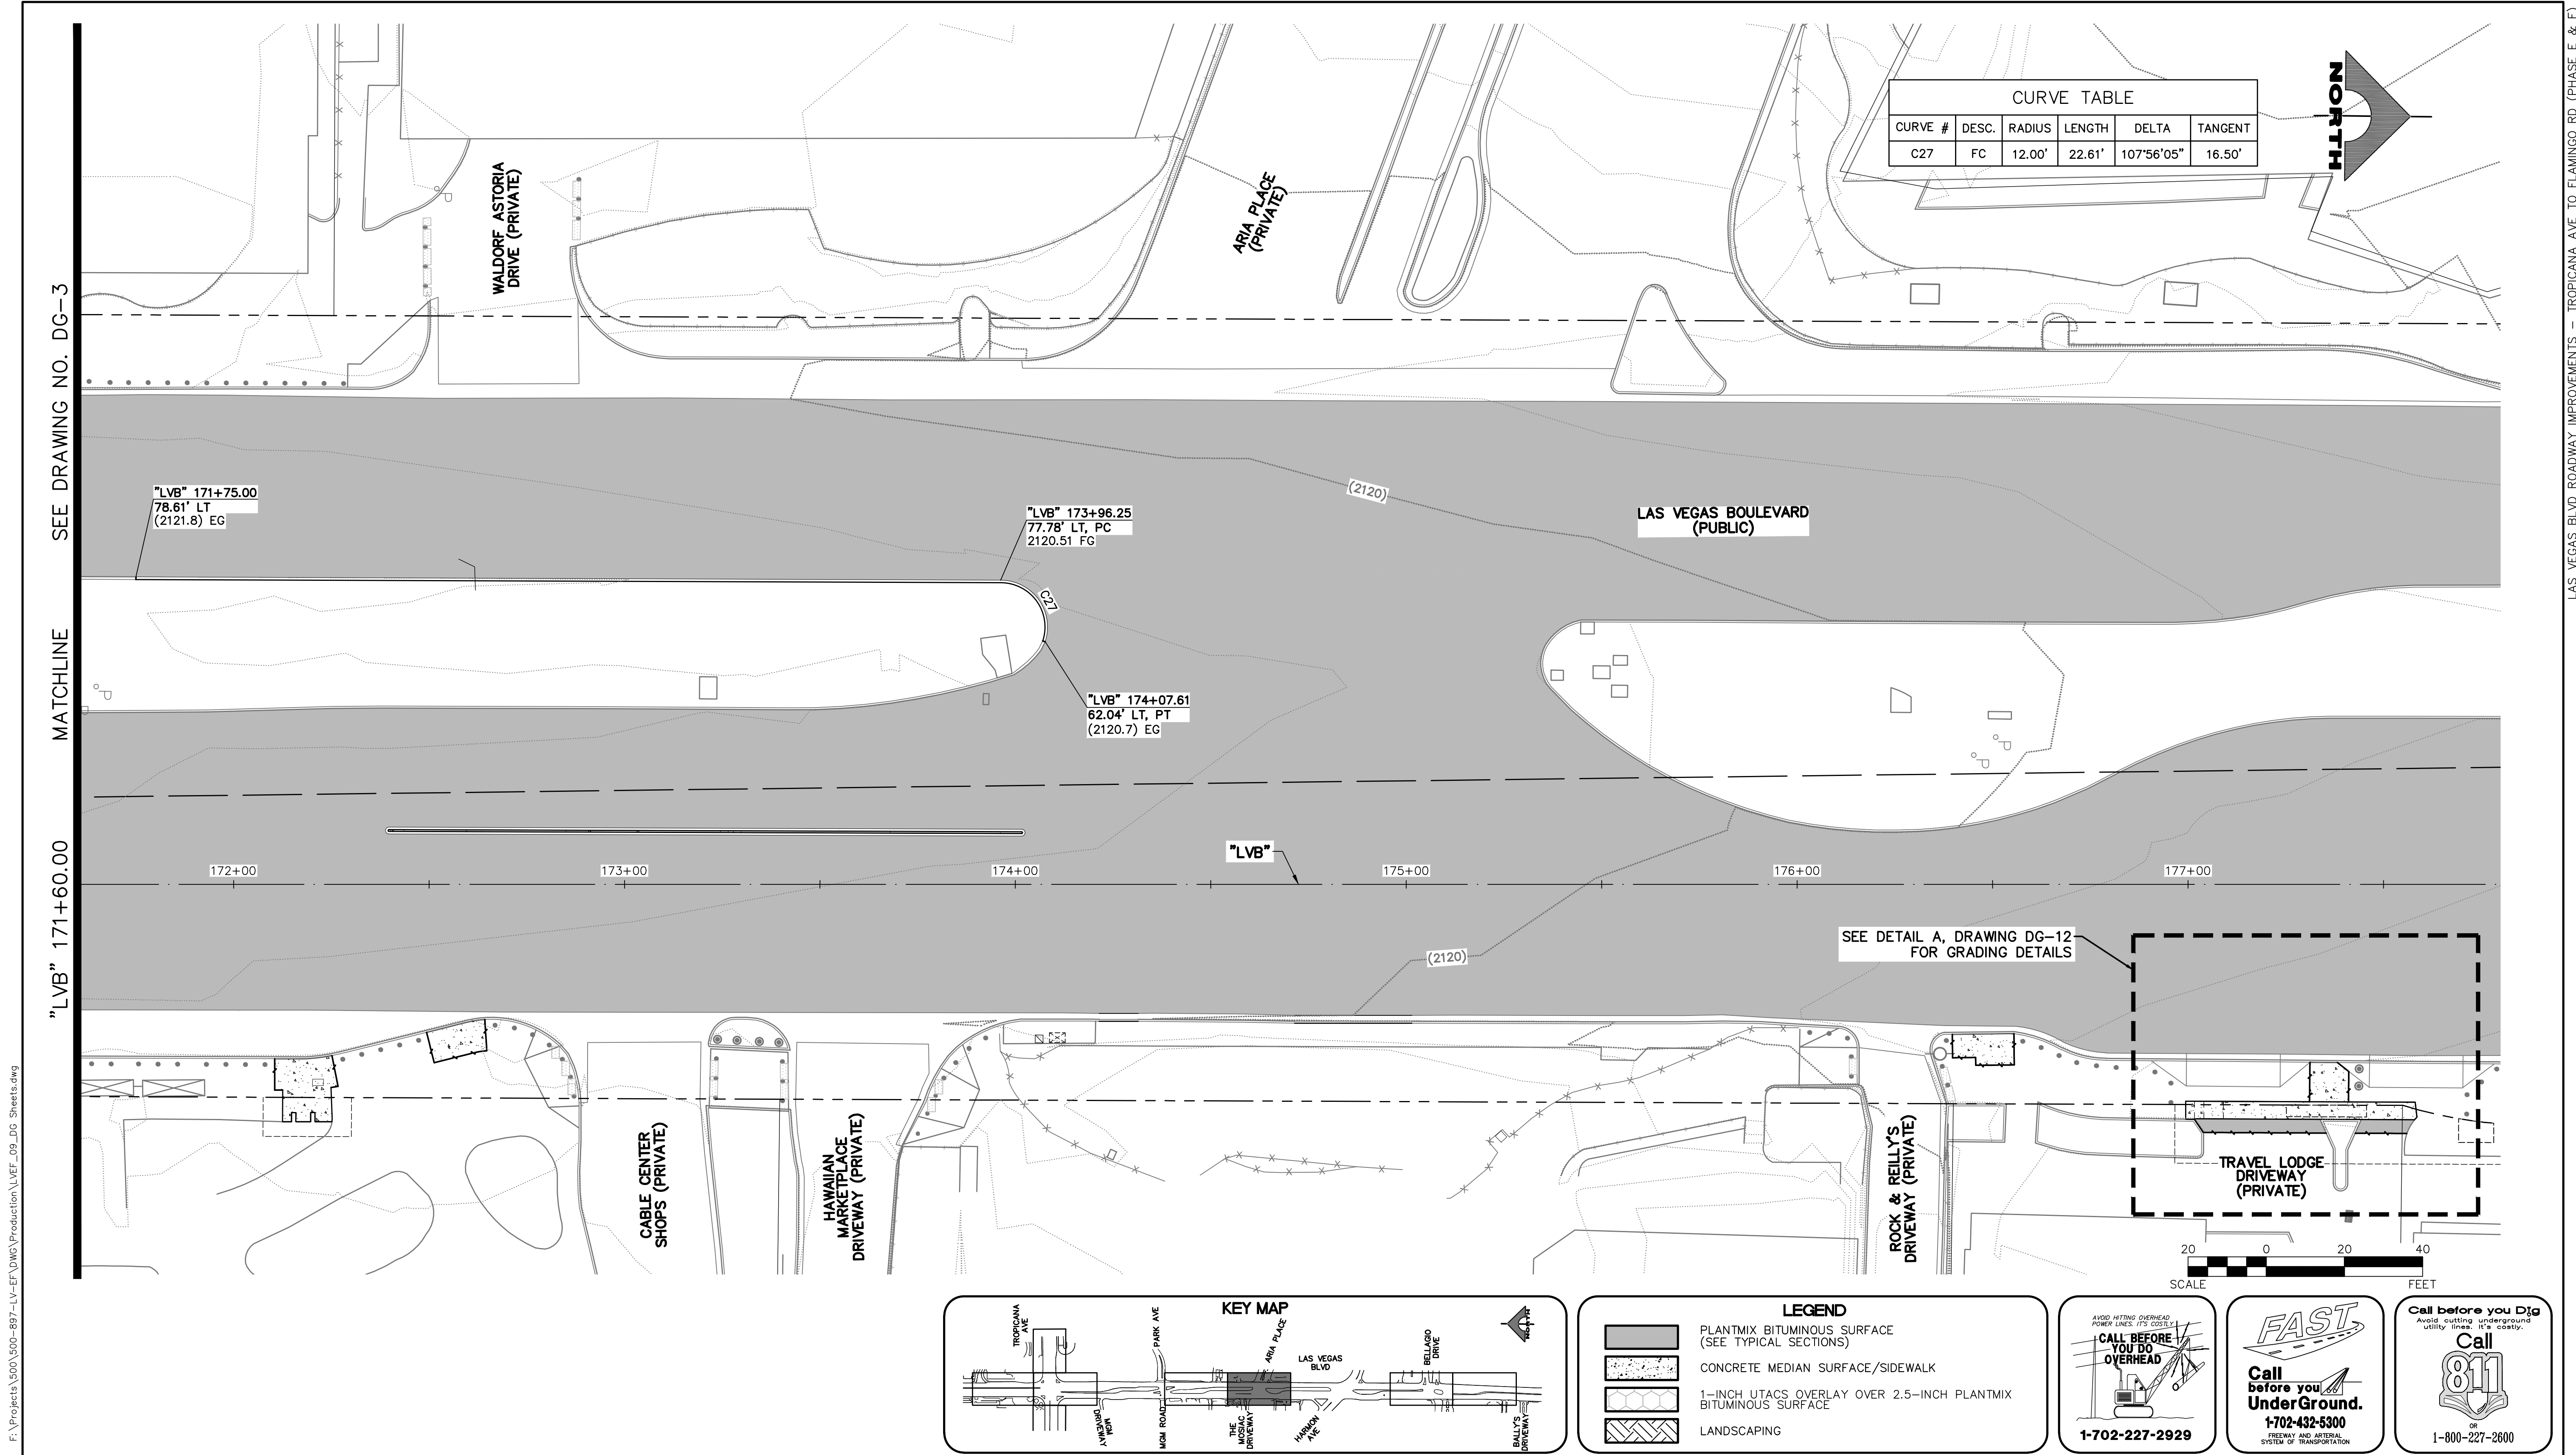 CURVE TABLE
CURVE # DESC. RADIUS LENGTH DELTA TANGENT
C27 FC 12.00' 22.61' 107°56'05" 16.50'
NORTH
WALDORF ASTORIA
DRIVE (PRIVATE)
ARIA PLACE
(PRIVATE)
"LVB" 171+60.00 MATCHLINE SEE DRAWING NO. DG-3
"LVB" 171+75.00
78.61' LT
(2121.8) EG
"LVB" 173+96.25
77.78' LT, PC
2120.51 FG
(2120)
LAS VEGAS BOULEVARD
(PUBLIC)
C27
"LVB" 174+07.61
62.04' LT, PT
(2120.7) EG
"LVB"
172+00
173+00
174+00
175+00
176+00
177+00
(2120)
SEE DETAIL A, DRAWING DG-12
FOR GRADING DETAILS
CABLE CENTER
SHOPS (PRIVATE)
HAWAIIAN
MARKETPLACE
DRIVEWAY (PRIVATE)
ROCK & REILLY'S
DRIVEWAY (PRIVATE)
TRAVEL LODGE
DRIVEWAY
(PRIVATE)
20 0 20 40
SCALE FEET
KEY MAP
TROPICANA
AVE
PARK AVE
ARIA PLACE
LAS VEGAS
BLVD
BELLAGIO
DRIVE
NORTH
MGM
DRIVEWAY
MGM ROAD
THE
MOSIAC
DRIVEWAY
HARMON
AVE
BALLY'S
DRIVEWAY
LEGEND
PLANTMIX BITUMINOUS SURFACE
(SEE TYPICAL SECTIONS)
CONCRETE MEDIAN SURFACE/SIDEWALK
1-INCH UTACS OVERLAY OVER 2.5-INCH PLANTMIX
BITUMINOUS SURFACE
LANDSCAPING
AVOID HITTING OVERHEAD
POWER LINES. IT'S COSTLY
CALL BEFORE
YOU DO
OVERHEAD
1-702-227-2929
FAST
Call
before you
UnderGround.
1-702-432-5300
FREEWAY AND ARTERIAL
SYSTEM OF TRANSPORTATION
Call before you Dig
Avoid cutting underground
utility lines. It's costly.
Call
811
OR
1-800-227-2600
F:\Projects\500\500-897-LV-EF\DWG\Production\LVEF_09_DG Sheets.dwg
LAS VEGAS BLVD ROADWAY IMPROVEMENTS - TROPICANA AVE TO FLAMINGO RD (PHASE E & F)